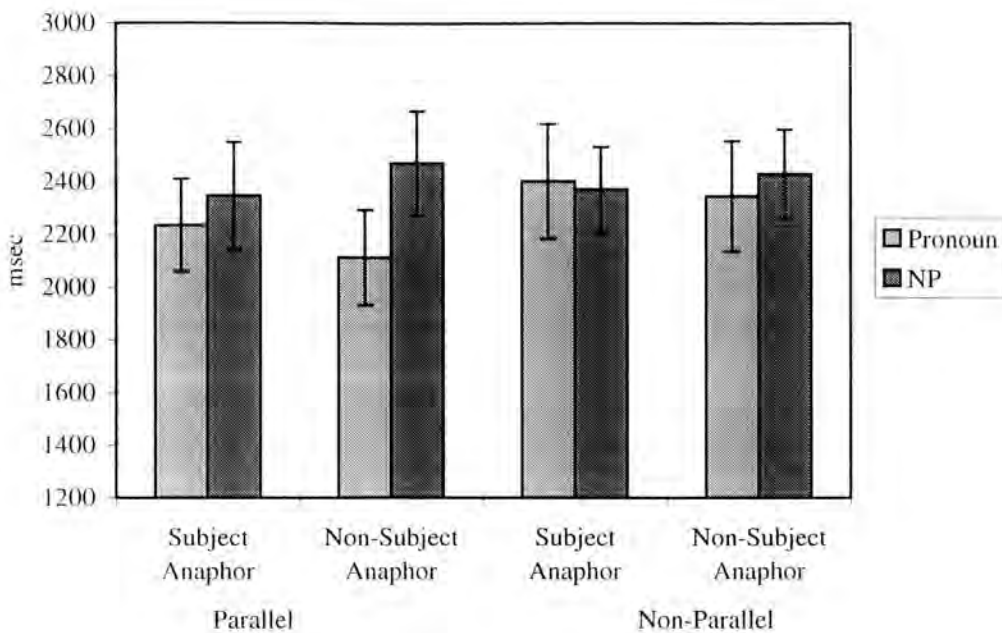 3000
2800
2600
2400
2200
2000
1800
1600
1400
1200
msec
Subject Anaphor
Non-Subject Anaphor
Subject Anaphor
Non-Subject Anaphor
Parallel
Non-Parallel
Pronoun
NP